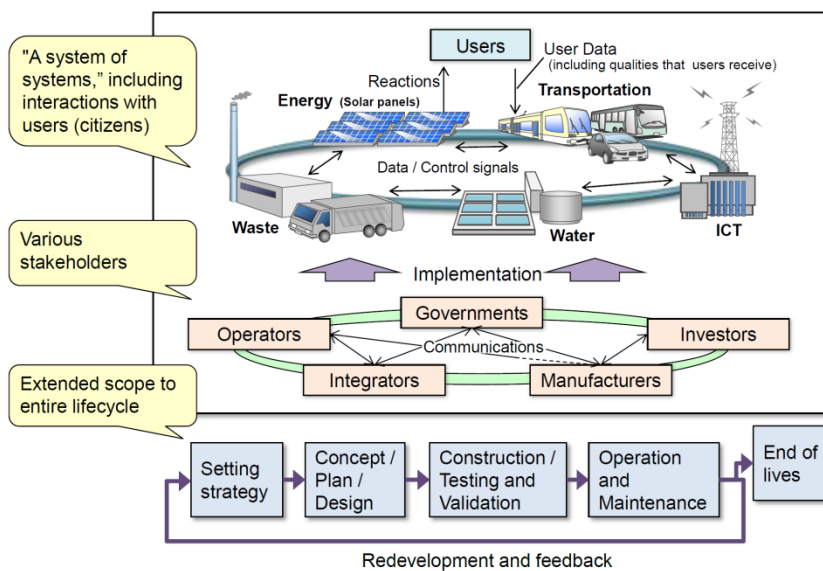 "A system of
systems,” including
interactions with
users (citizens)
Users
User Data
(including qualities that users receive)
Reactions
Energy (Solar panels)
Transportation
Data / Control signals
Waste
Water
ICT
Various
stakeholders
Implementation
Governments
Operators
Investors
Communications
Integrators
Manufacturers
Extended scope to
entire lifecycle
Setting
strategy
Concept /
Plan /
Design
Construction /
Testing and
Validation
Operation
and
Maintenance
End of
lives
Redevelopment and feedback